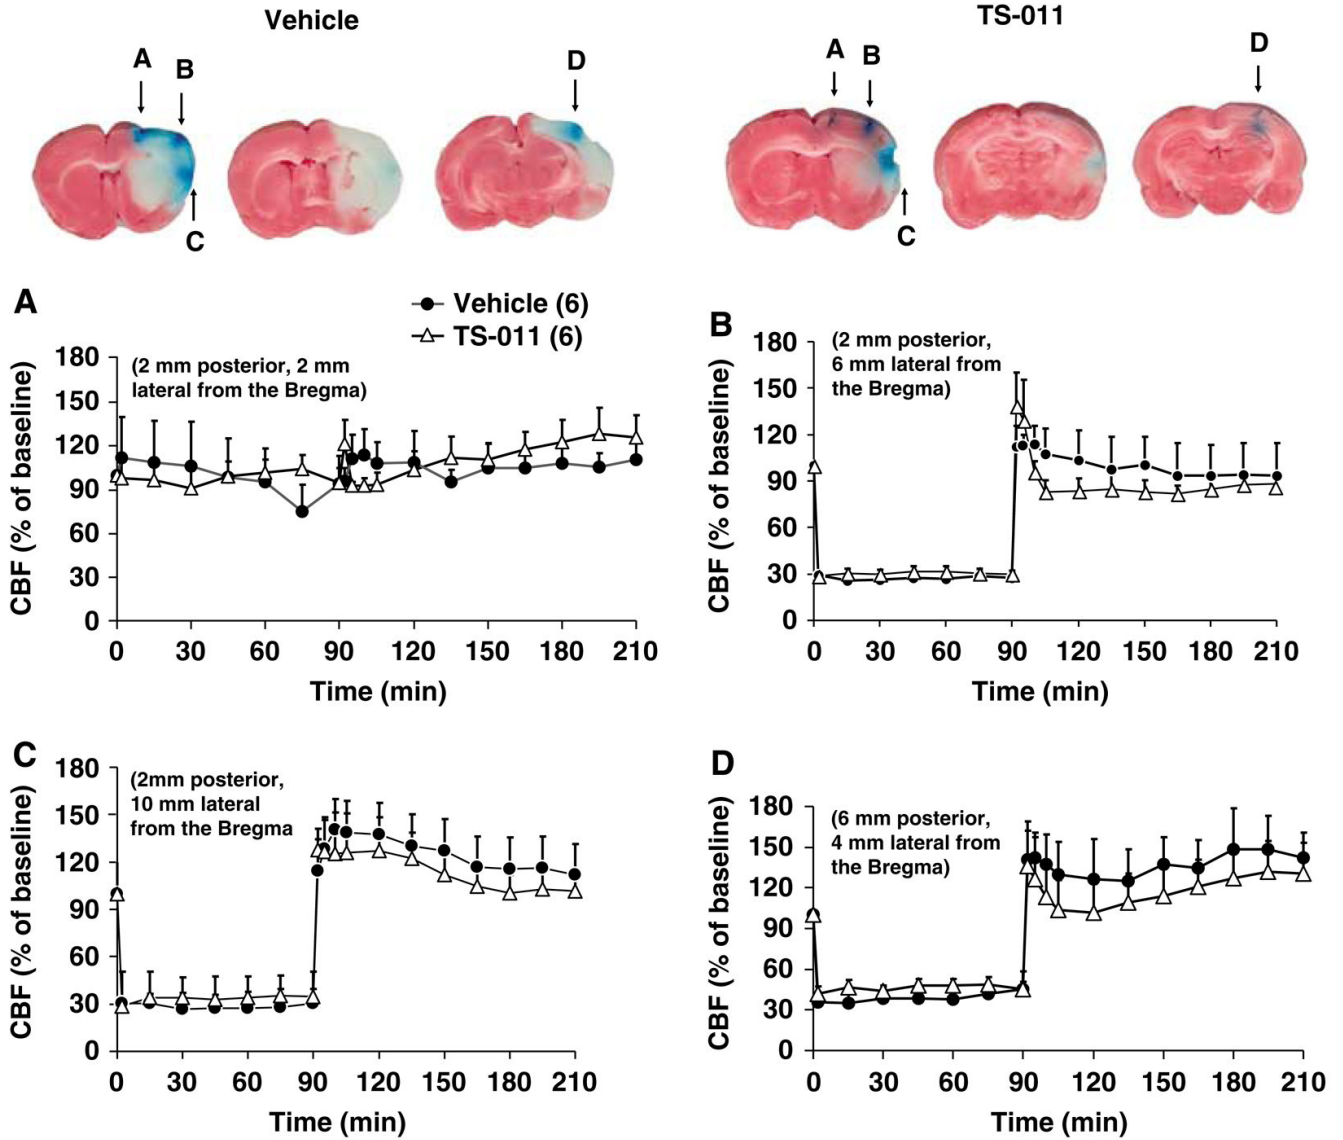 Vehicle
TS-011
A
B
C
D
A
B
C
D
A
Vehicle (6)
TS-011 (6)
(2 mm posterior, 2 mm
lateral from the Bregma)
CBF (% of baseline)
180
150
120
90
60
30
0
0 30 60 90 120 150 180 210
Time (min)
B
(2 mm posterior,
6 mm lateral from
the Bregma)
CBF (% of baseline)
180
150
120
90
60
30
0
0 30 60 90 120 150 180 210
Time (min)
C
(2mm posterior,
10 mm lateral
from the Bregma
CBF (% of baseline)
180
150
120
90
60
30
0
0 30 60 90 120 150 180 210
Time (min)
D
(6 mm posterior,
4 mm lateral from
the Bregma)
CBF (% of baseline)
180
150
120
90
60
30
0
0 30 60 90 120 150 180 210
Time (min)